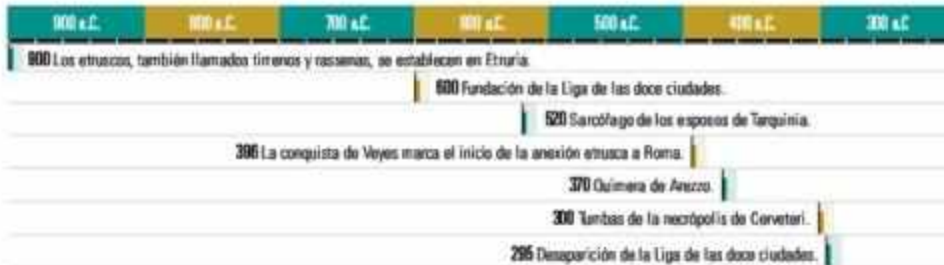 900 a.C. 800 a.C. 700 a.C. 600 a.C. 500 a.C. 400 a.C. 300 a.C
900 Los etruscos, también llamados tirrenos y rassenas, se establecen en Etruria.
600 Fundación de la Liga de las doce ciudades.
520 Sarcófago de los esposos de Tarquinia.
396 La conquista de Veyes marca el inicio de la anexión etrusca a Roma.
370 Quimera de Arezzo.
300 Tumbas de la necrópolis de Cerveteri.
295 Desaparición de la Liga de las doce ciudades.